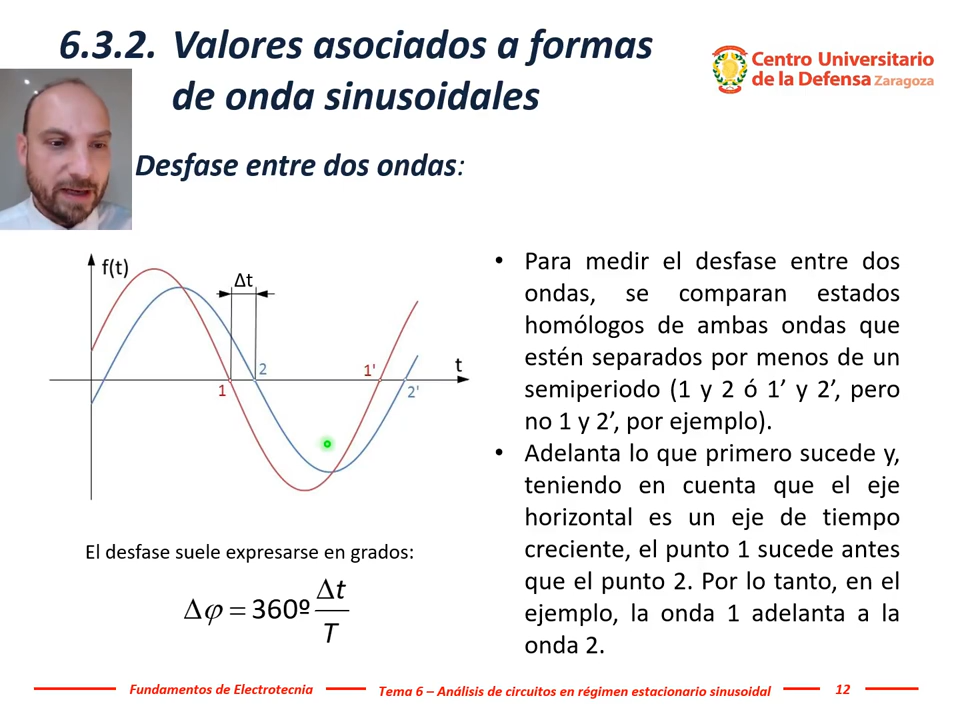 6.3.2. Valores asociados a formas
de onda sinusoidales
Centro Universitario
de la Defensa Zaragoza
Desfase entre dos ondas:
f(t)
Δt
2
1'
t
1
2'
El desfase suele expresarse en grados:
Δφ = 360º Δt
T
• Para medir el desfase entre dos
ondas, se comparan estados
homólogos de ambas ondas que
estén separados por menos de un
semiperiodo (1 y 2 ó 1’ y 2’, pero
no 1 y 2’, por ejemplo).
• Adelanta lo que primero sucede y,
teniendo en cuenta que el eje
horizontal es un eje de tiempo
creciente, el punto 1 sucede antes
que el punto 2. Por lo tanto, en el
ejemplo, la onda 1 adelanta a la
onda 2.
Fundamentos de Electrotecnia
Tema 6 – Análisis de circuitos en régimen estacionario sinusoidal
12